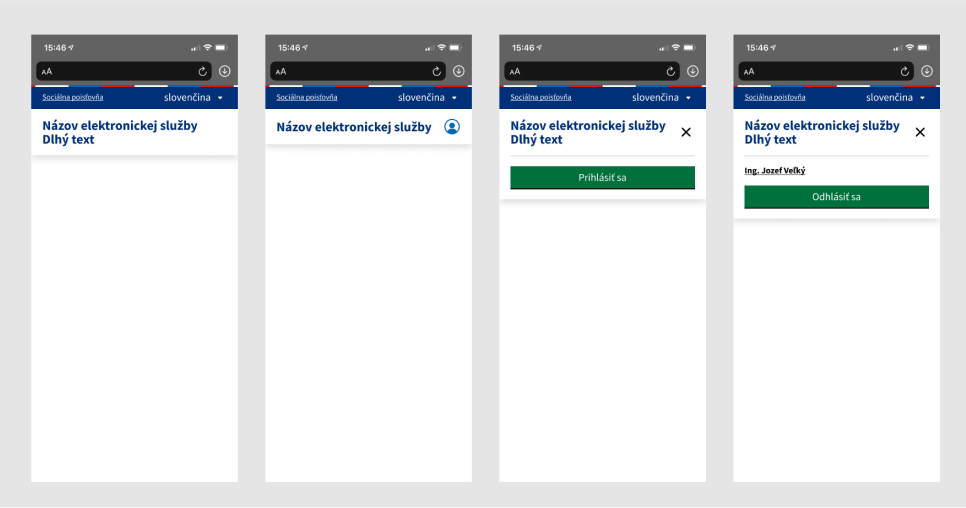 15:46
AA
Sociálna poisťovňa slovenčina
Názov elektronickej služby
Dlhý text
15:46
AA
Sociálna poisťovňa slovenčina
Názov elektronickej služby
15:46
AA
Sociálna poisťovňa slovenčina
Názov elektronickej služby
Dlhý text
Prihlásiť sa
15:46
AA
Sociálna poisťovňa slovenčina
Názov elektronickej služby
Dlhý text
Ing. Jozef Veľký
Odhlásiť sa